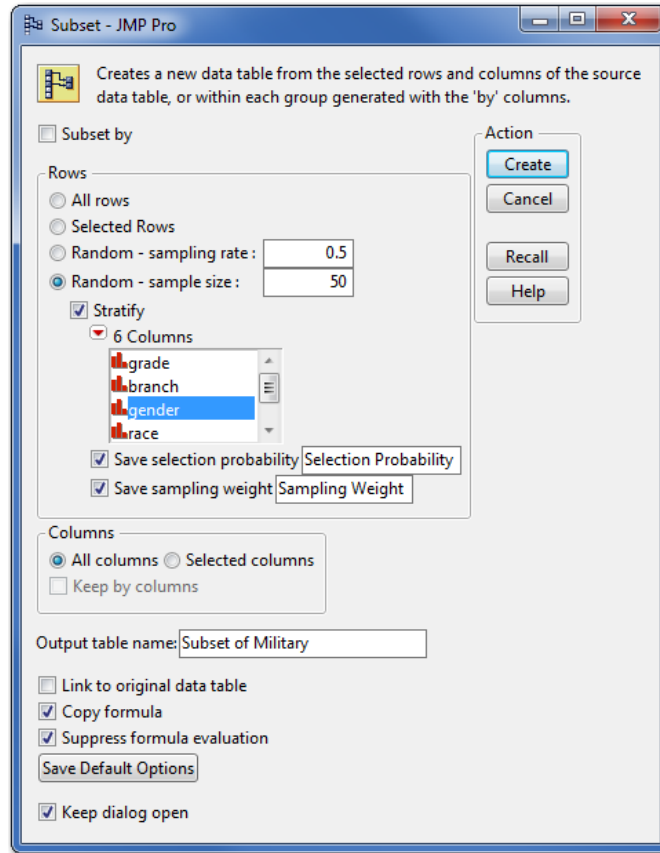 Subset - JMP Pro
Creates a new data table from the selected rows and columns of the source
data table, or within each group generated with the 'by' columns.
Subset by
Action
Create
Cancel
Recall
Help
Rows
All rows
Selected Rows
Random - sampling rate : 0.5
Random - sample size : 50
Stratify
6 Columns
grade
branch
gender
race
Save selection probability Selection Probability
Save sampling weight Sampling Weight
Columns
All columns Selected columns
Keep by columns
Output table name: Subset of Military
Link to original data table
Copy formula
Suppress formula evaluation
Save Default Options
Keep dialog open